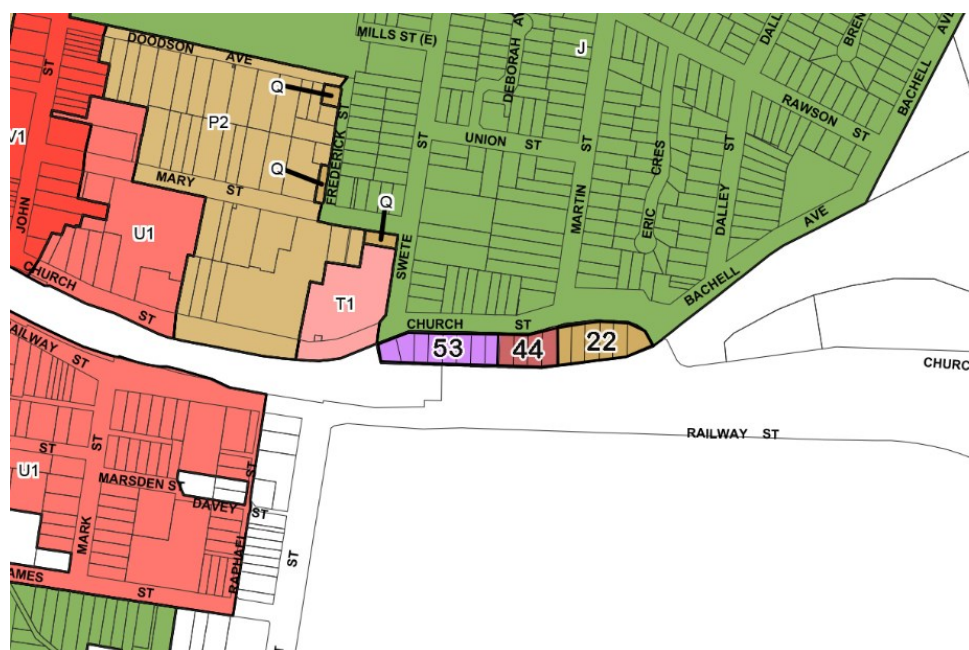 DOODSON AVE
MILLS ST (E)
DEBORAH AV
J
DALL
BREN
AVE
BACHELL
ST
Q
P2
RAWSON ST
V1
FREDERICK ST
ST
UNION ST
ST
CRES
ST
Q
MARY ST
Q
JOHN
U1
MARTIN
ERIC
DALLEY
AVE
SWETE
BACHELL
CHURCH ST
T1
CHURCH ST
53
44
22
RAILWAY ST
CHURC
RAILWAY ST
ST
ST
U1
MARSDEN ST
ST
DAVEY ST
MARK
RAPHAEL
ST
AMES ST
ST